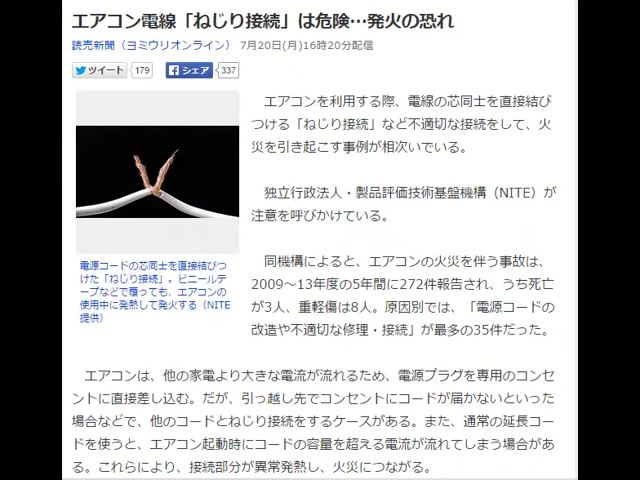 エアコン電線「ねじり接続」は危険…発火の恐れ
読売新聞（ヨミウリオンライン） 7月20日(月)16時20分配信
ツイート 179 シェア 337
エアコンを利用する際、電線の芯同士を直接結び
つける「ねじり接続」など不適切な接続をして、火
災を引き起こす事例が相次いでいる。
独立行政法人・製品評価技術基盤機構（NITE）が
注意を呼びかけている。
同機構によると、エアコンの火災を伴う事故は、
2009〜13年度の5年間に272件報告され、うち死亡
が3人、重軽傷は8人。原因別では、「電源コードの
改造や不適切な修理・接続」が最多の35件だった。
電源コードの芯同士を直接結びつ
けた「ねじり接続」。ビニールテ
ープなどで覆っても、エアコンの
使用中に発熱して発火する（NITE
提供）
エアコンは、他の家電より大きな電流が流れるため、電源プラグを専用のコンセ
ントに直接差し込む。だが、引っ越し先でコンセントにコードが届かないといった
場合などで、他のコードとねじり接続をするケースがある。また、通常の延長コー
ドを使うと、エアコン起動時にコードの容量を超える電流が流れてしまう場合があ
る。これらにより、接続部分が異常発熱し、火災につながる。